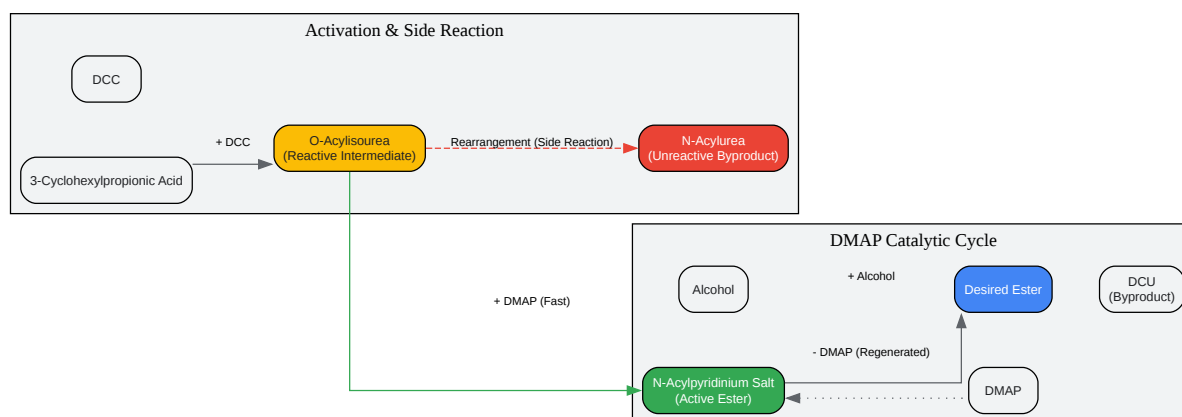 Activation & Side Reaction
DCC
+ DCC
3-Cyclohexylpropionic Acid
O-Acylisourea
(Reactive Intermediate)
Rearrangement (Side Reaction)
N-Acylurea
(Unreactive Byproduct)
+ DMAP (Fast)
DMAP Catalytic Cycle
Alcohol
+ Alcohol
Desired Ester
DCU
(Byproduct)
- DMAP (Regenerated)
N-Acylpyridinium Salt
(Active Ester)
DMAP